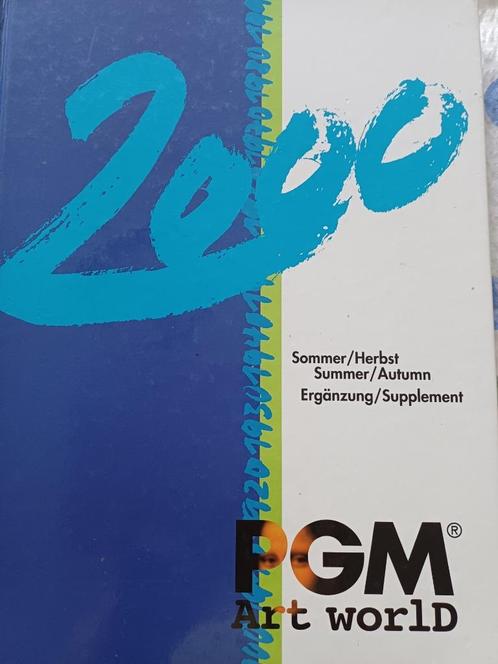 2000
Sommer/Herbst
Summer/Autumn
Ergänzung/Supplement
PGM®
Art worlD